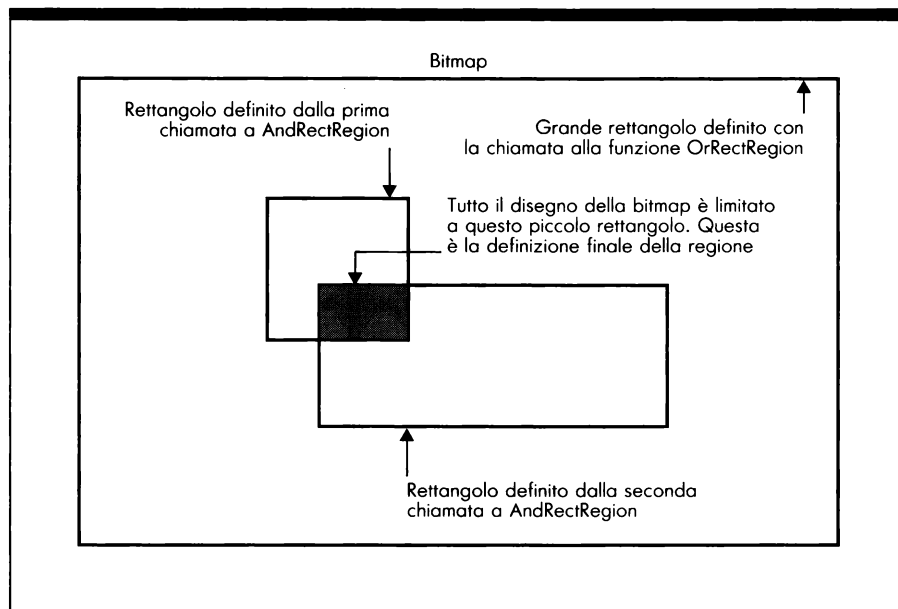 Bitmap
Rettangolo definito dalla prima
chiamata a AndRectRegion
Grande rettangolo definito con
la chiamata alla funzione OrRectRegion
Tutto il disegno della bitmap è limitato
a questo piccolo rettangolo. Questa
è la definizione finale della regione
Rettangolo definito dalla seconda
chiamata a AndRectRegion